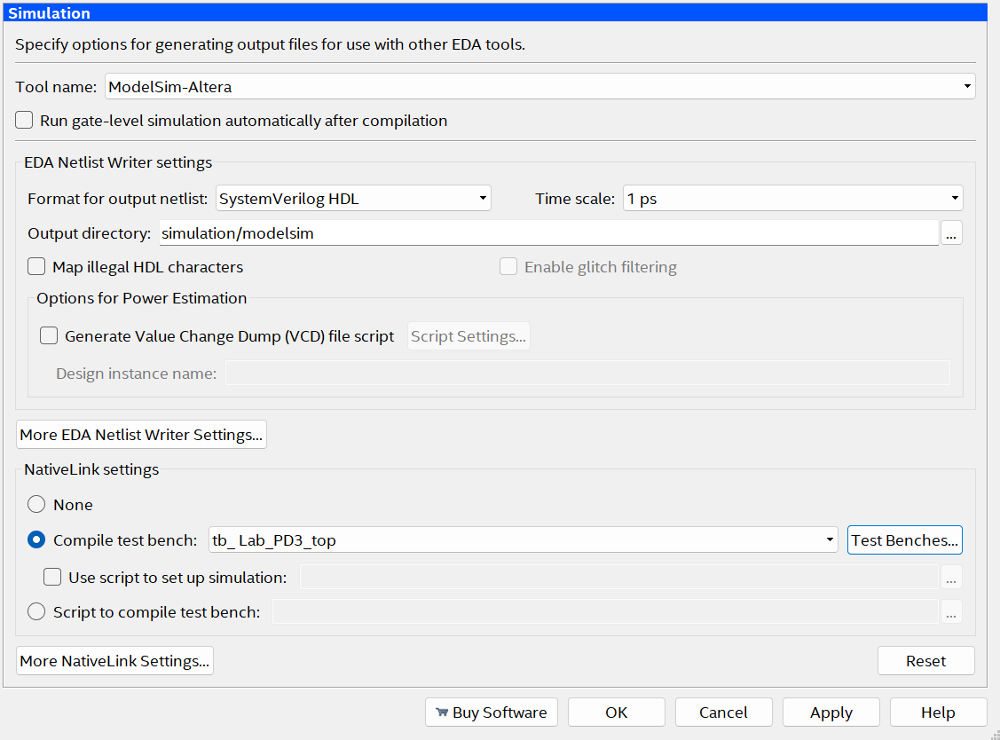 Simulation
Specify options for generating output files for use with other EDA tools.
Tool name: ModelSim-Altera
Run gate-level simulation automatically after compilation
EDA Netlist Writer settings
Format for output netlist: SystemVerilog HDL Time scale: 1 ps
Output directory: simulation/modelsim ...
Map illegal HDL characters Enable glitch filtering
Options for Power Estimation
Generate Value Change Dump (VCD) file script Script Settings...
Design instance name:
More EDA Netlist Writer Settings...
NativeLink settings
None
Compile test bench: tb_ Lab_PD3_top Test Benches...
Use script to set up simulation: ...
Script to compile test bench: ...
More NativeLink Settings... Reset
Buy Software OK Cancel Apply Help